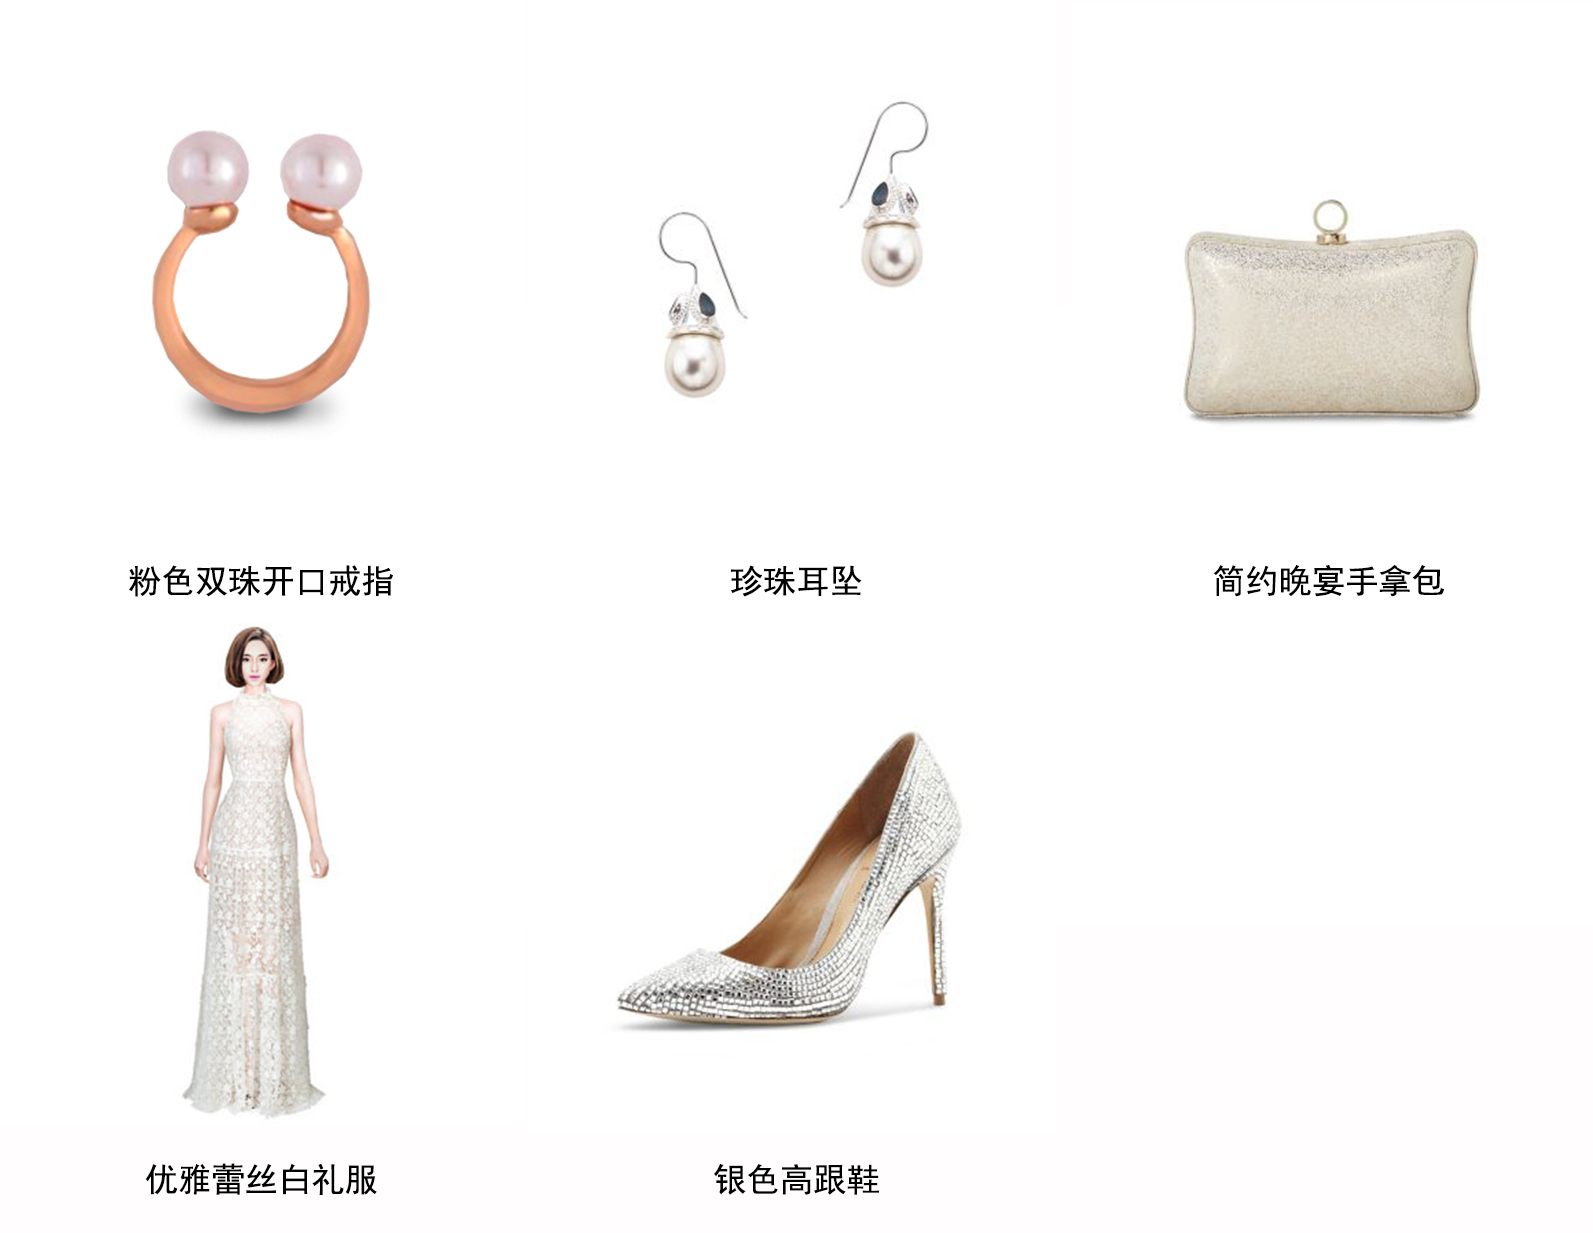 粉色双珠开口戒指
珍珠耳坠
简约晚宴手拿包
优雅蕾丝白礼服
银色高跟鞋